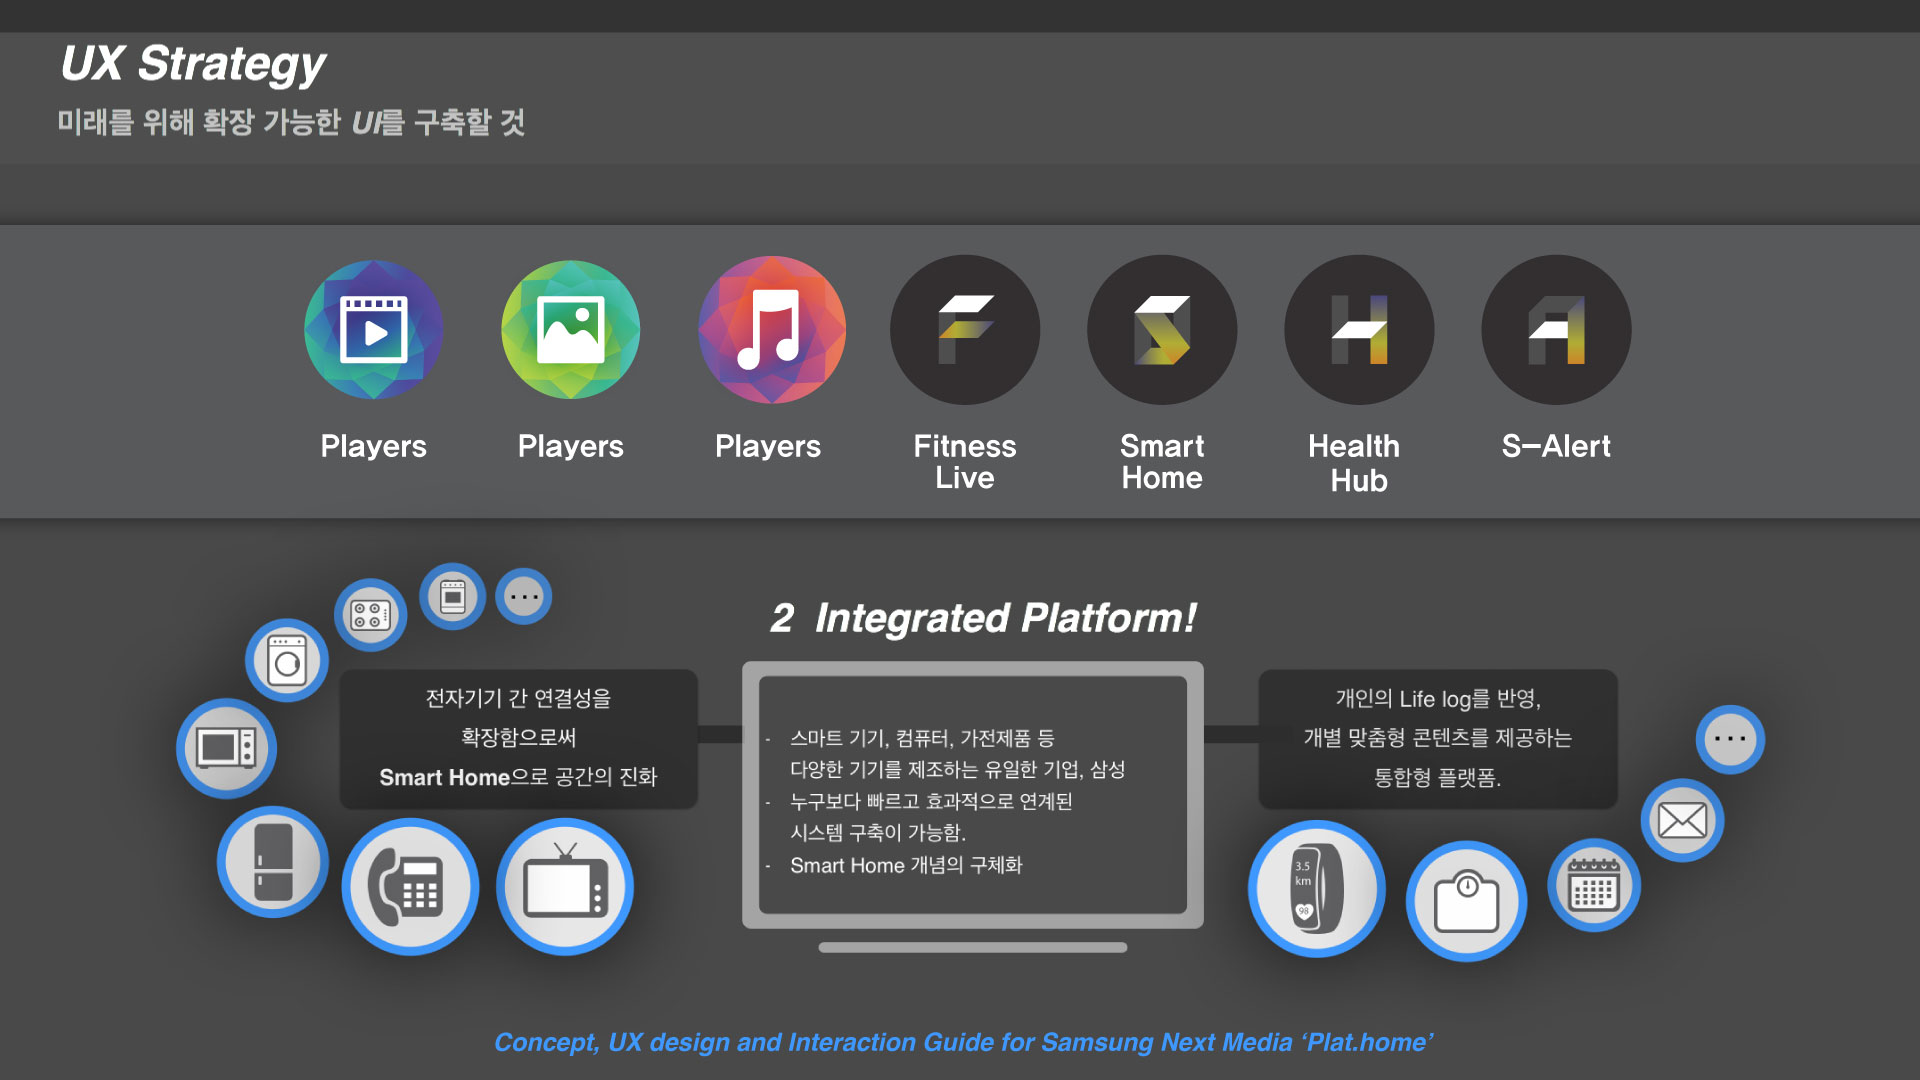 UX Strategy
미래를 위해 확장 가능한 UI를 구축할 것
Players
Players
Players
Fitness
Live
Smart
Home
Health
Hub
S-Alert
2 Integrated Platform!
전자기기 간 연결성을
확장함으로써
Smart Home으로 공간의 진화
- 스마트 기기, 컴퓨터, 가전제품 등
다양한 기기를 제조하는 유일한 기업, 삼성
- 누구보다 빠르고 효과적으로 연계된
시스템 구축이 가능함.
- Smart Home 개념의 구체화
개인의 Life log를 반영,
개별 맞춤형 콘텐츠를 제공하는
통합형 플랫폼.
3.5
km
98
Concept, UX design and Interaction Guide for Samsung Next Media ‘Plat.home’